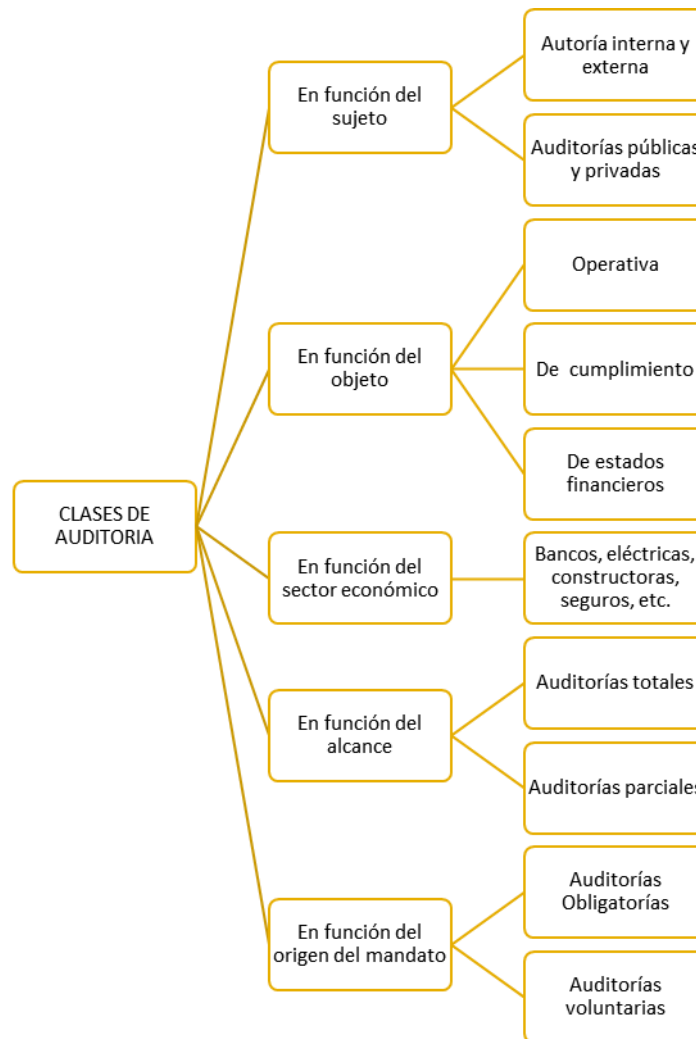 CLASES DE
AUDITORIA
En función del
sujeto
Autoría interna y
externa
Auditorías públicas
y privadas
En función del
objeto
Operativa
De cumplimiento
De estados
financieros
En función del
sector económico
Bancos, eléctricas,
constructoras,
seguros, etc.
En función del
alcance
Auditorías totales
Auditorías parciales
En función del
origen del mandato
Auditorías
Obligatorías
Auditorías
voluntarias